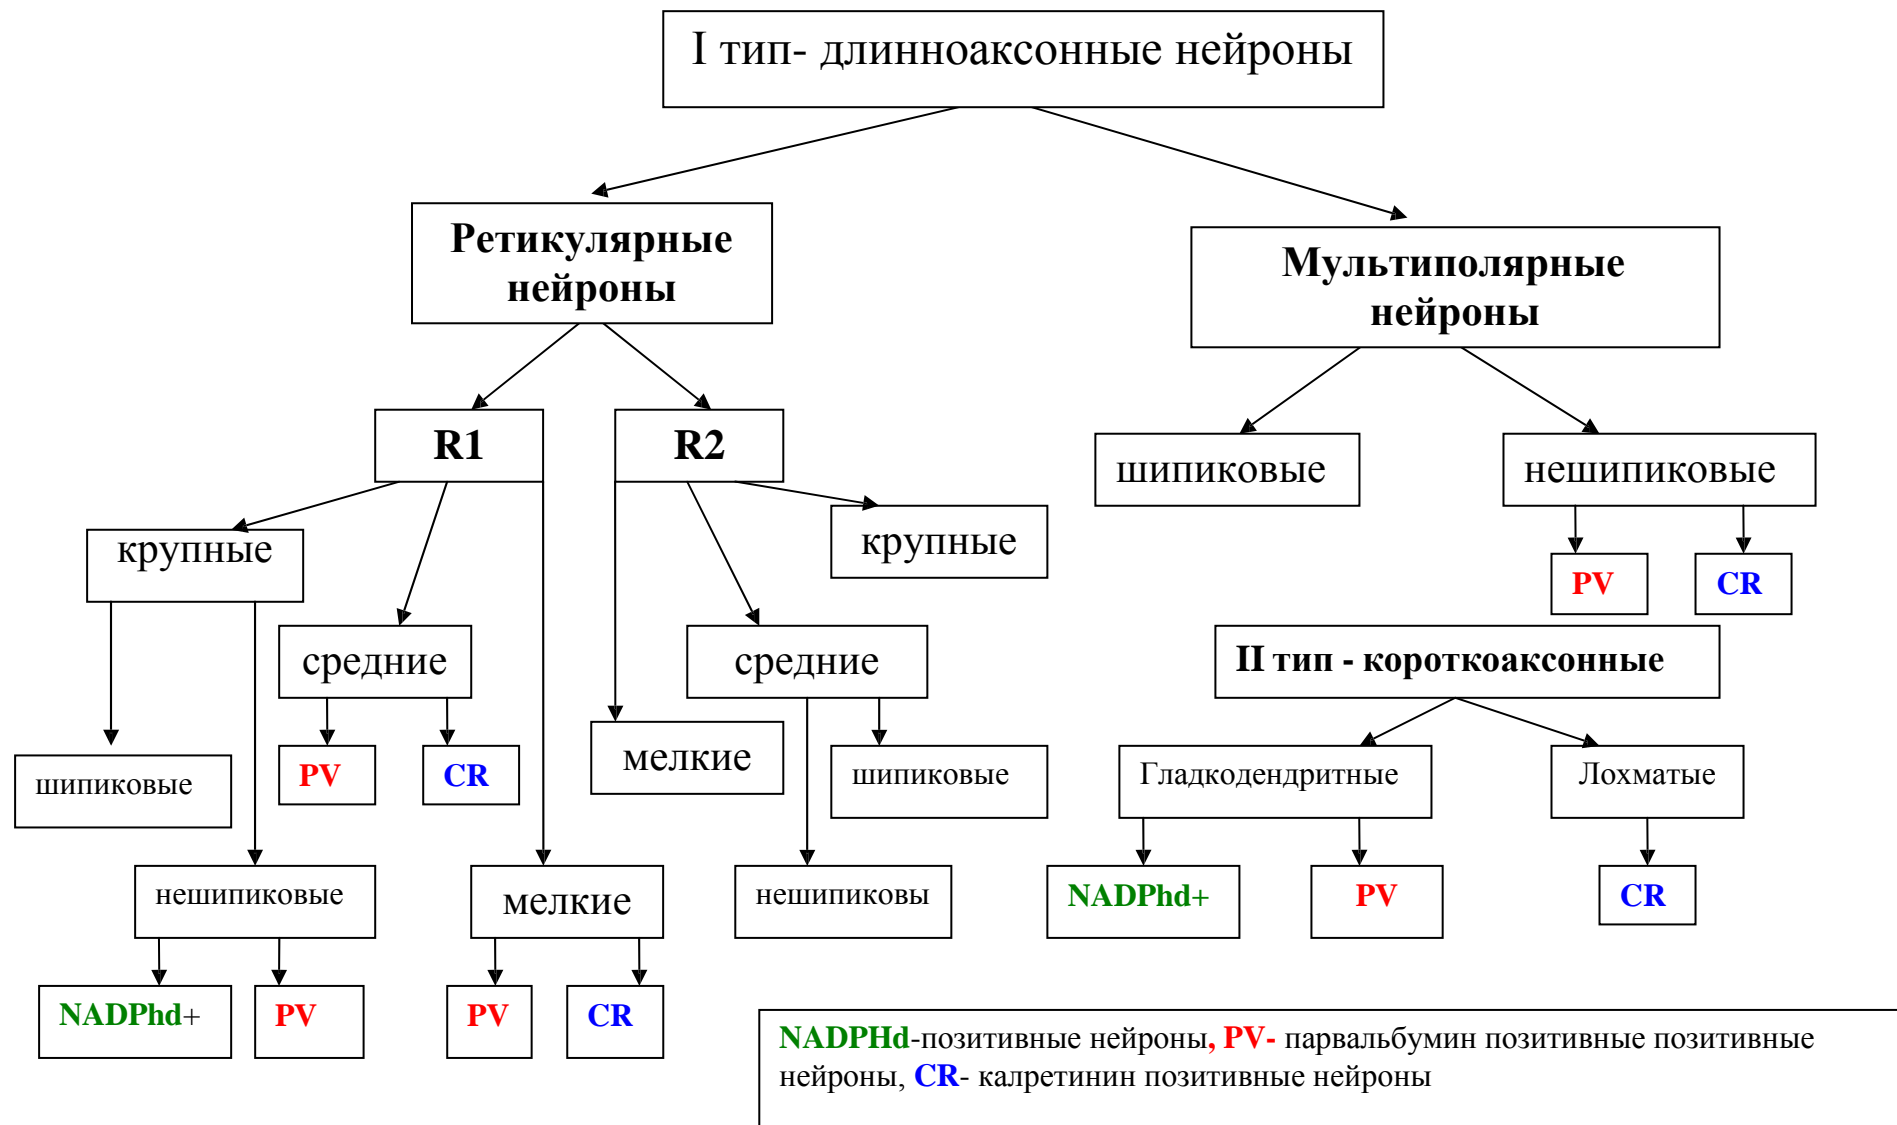 I тип- длинноаксонные нейроны
Ретикулярные
нейроны
Мультиполярные
нейроны
R1
R2
шипиковые
нешипиковые
крупные
крупные
PV
CR
средние
средние
II тип - короткоаксонные
мелкие
шипиковые
PV
CR
шипиковые
Гладкодендритные
Лохматые
нешипиковые
мелкие
нешипиковы
NADPhd+
PV
CR
NADPhd+
PV
PV
CR
NADPHd-позитивные нейроны, PV- парвальбумин позитивные позитивные
нейроны, CR- калретинин позитивные нейроны